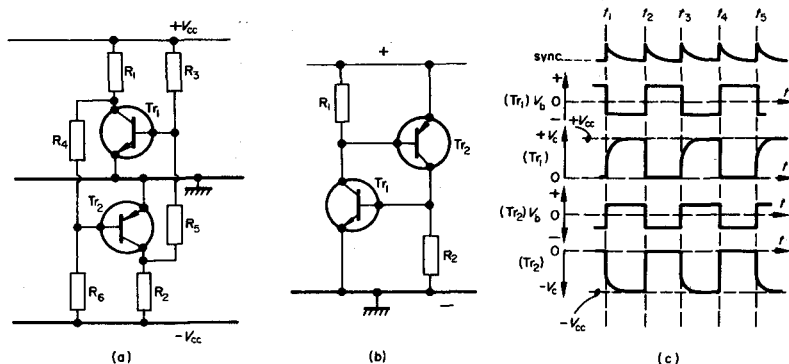 +Vcc
R1
R3
Tr1
R4
Tr2
R5
R6
R2
-Vcc
(a)
+
R1
Tr2
Tr1
R2
−
(b)
t1 t2 t3 t4 t5
sync.
+
(Tr1) Vb 0 t
−
+Vcc
+Vc
(Tr1)
0 t
+
(Tr2) Vb 0 t
−
0 t
(Tr2)
-Vc
-Vcc
(c)